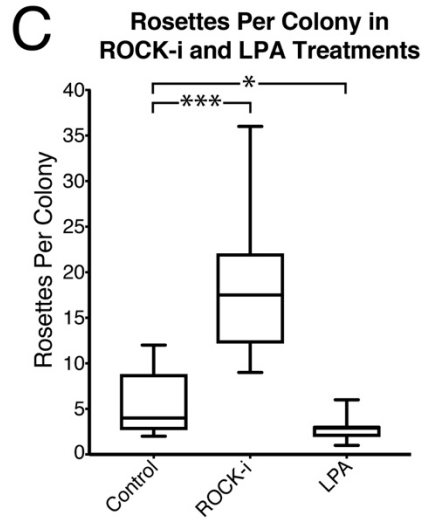 C
Rosettes Per Colony in
ROCK-i and LPA Treatments
*
***
Rosettes Per Colony
40
35
30
25
20
15
10
5
0
Control
ROCK-i
LPA